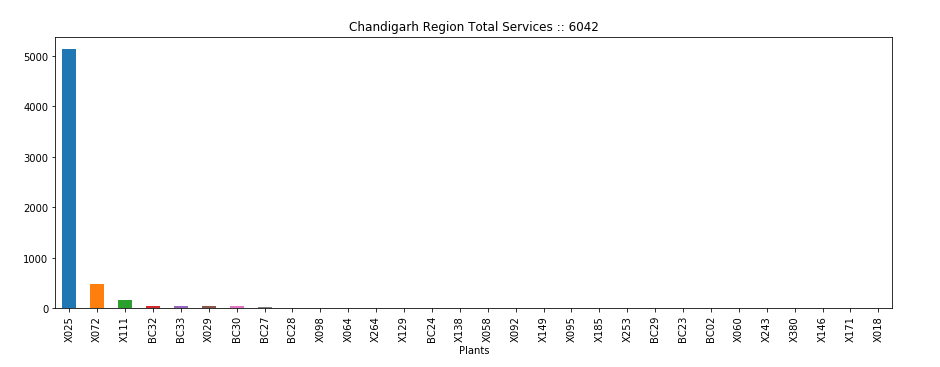 Chandigarh Region Total Services :: 6042
5000
4000
3000
2000
1000
0
X025
X072
X111
BC32
BC33
X029
BC30
BC27
BC28
X098
X064
X264
X129
BC24
X138
X058
X092
X149
X095
X185
X253
BC29
BC23
BC02
X060
X243
X380
X146
X171
X018
Plants